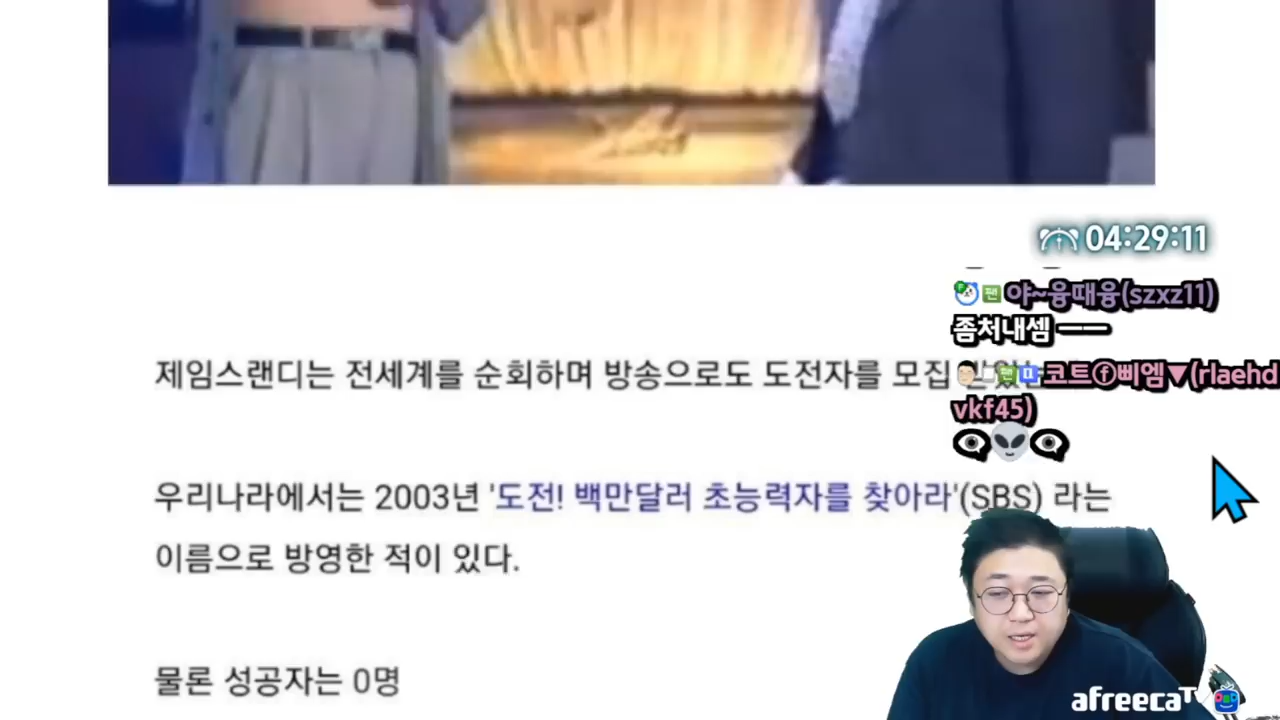 04:29:11
야~융때융(szxz11)
좀처내셈 ㅡㅡ
제임스랜디는 전세계를 순회하며 방송으로도 도전자를 모집
코트ⓕ삐엠▼(rlaehd
vkf45)
우리나라에서는 2003년 '도전! 백만달러 초능력자를 찾아라'(SBS) 라는
이름으로 방영한 적이 있다.
물론 성공자는 0명
afreecaTV